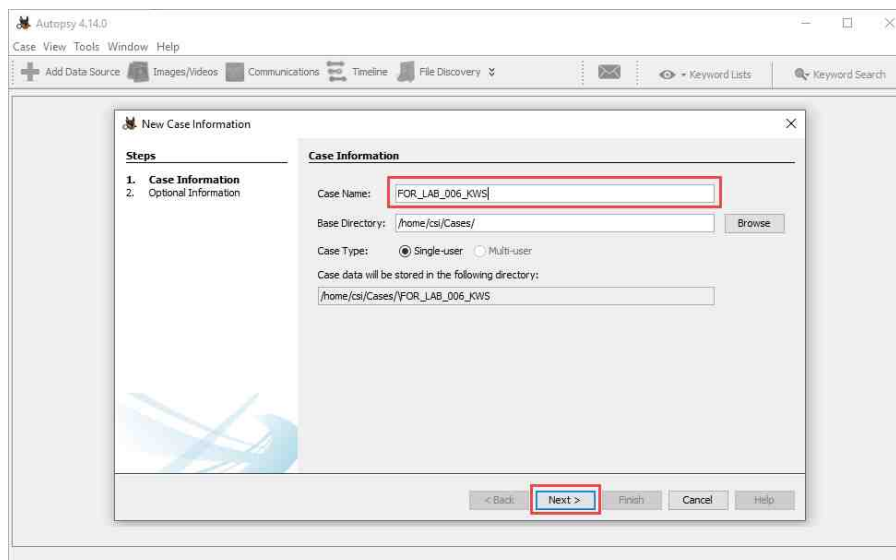 Autopsy 4.14.0
Case View Tools Window Help
Add Data Source Images/Videos Communications Timeline File Discovery Keyword Lists Keyword Search
New Case Information
Steps
1. Case Information
2. Optional Information
Case Information
Case Name: FOR_LAB_006_KWS
Base Directory: /home/csi/Cases/ Browse
Case Type: Single-user Multi-user
Case data will be stored in the following directory:
/home/csi/Cases/\FOR_LAB_006_KWS
< Back Next > Finish Cancel Help